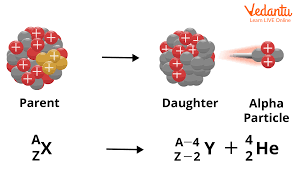 Vedantu
Learn LIVE Online
Parent Daughter Alpha Particle
A Z X → A−4 Z−2 Y + 4 2 He